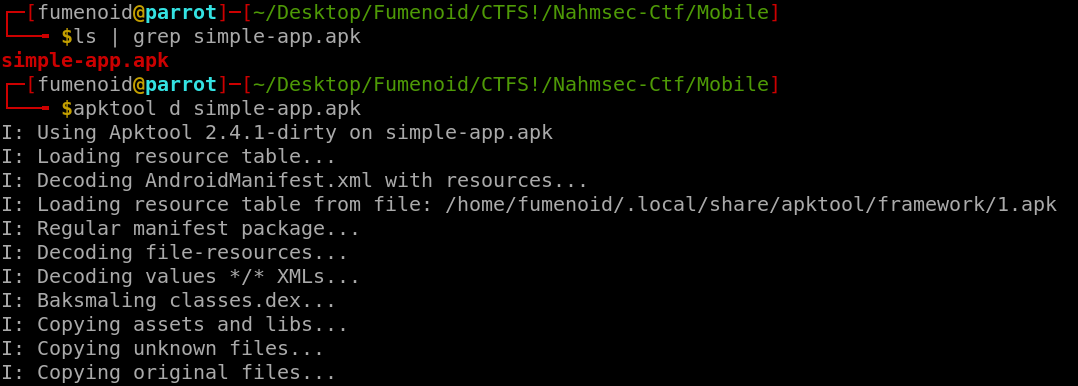 ┌─[fumenoid@parrot]─[~/Desktop/Fumenoid/CTFS!/Nahmsec-Ctf/Mobile]
└──╼ $ls | grep simple-app.apk
simple-app.apk
┌─[fumenoid@parrot]─[~/Desktop/Fumenoid/CTFS!/Nahmsec-Ctf/Mobile]
└──╼ $apktool d simple-app.apk
I: Using Apktool 2.4.1-dirty on simple-app.apk
I: Loading resource table...
I: Decoding AndroidManifest.xml with resources...
I: Loading resource table from file: /home/fumenoid/.local/share/apktool/framework/1.apk
I: Regular manifest package...
I: Decoding file-resources...
I: Decoding values */* XMLs...
I: Baksmaling classes.dex...
I: Copying assets and libs...
I: Copying unknown files...
I: Copying original files...